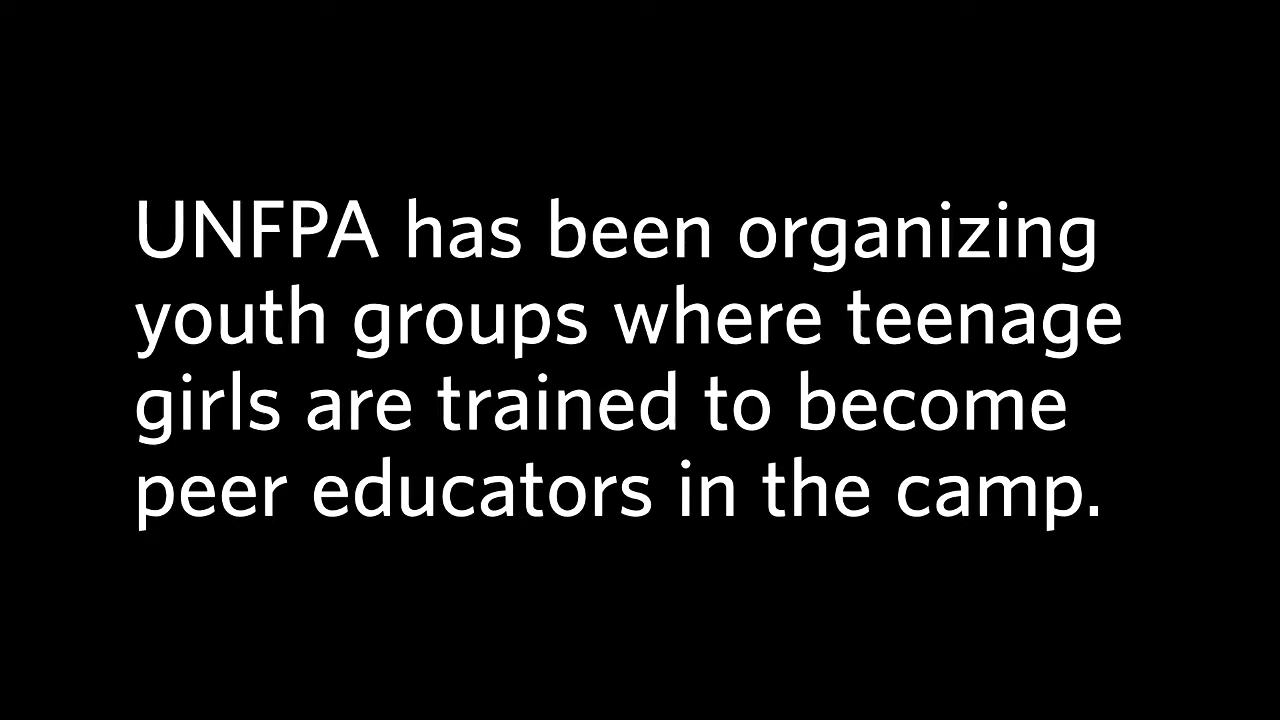 UNFPA has been organizing
youth groups where teenage
girls are trained to become
peer educators in the camp.